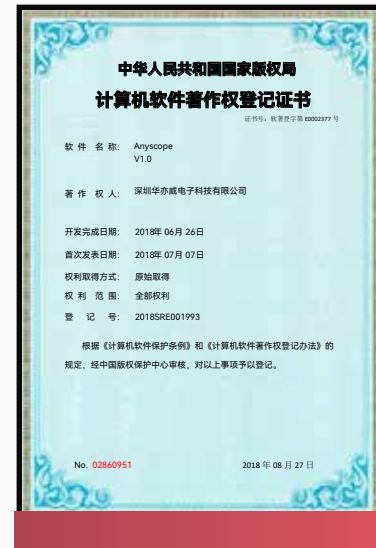 中华人民共和国国家版权局
计算机软件著作权登记证书
证书号: 软著登字第 E0002377 号
软件名称: Anyscope
V1.0
著作权人: 深圳华亦威电子科技有限公司
开发完成日期: 2018年 06月 26日
首次发表日期: 2018年 07月 07日
权利取得方式: 原始取得
权利范围: 全部权利
登记号: 2018SRE001993
根据《计算机软件保护条例》和《计算机软件著作权登记办法》的
规定，经中国版权保护中心审核，对以上事项予以登记。
No. 02860951 2018 年 08 月 27 日